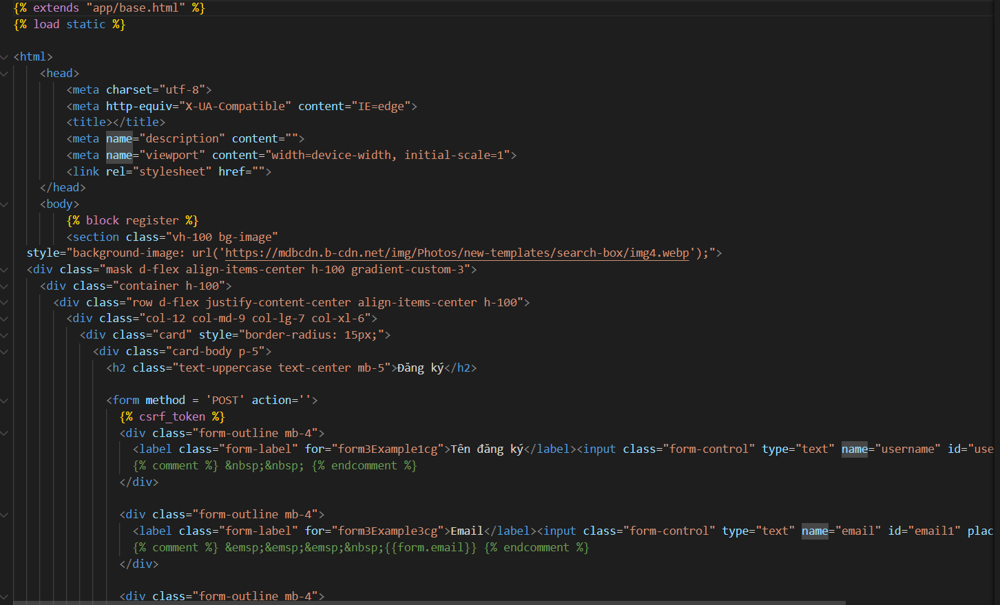 {% extends "app/base.html" %}
{% load static %}
<html>
<head>
<meta charset="utf-8">
<meta http-equiv="X-UA-Compatible" content="IE=edge">
<title></title>
<meta name="description" content="">
<meta name="viewport" content="width=device-width, initial-scale=1">
<link rel="stylesheet" href="">
</head>
<body>
{% block register %}
<section class="vh-100 bg-image"
style="background-image: url('https://mdbcdn.b-cdn.net/img/Photos/new-templates/search-box/img4.webp');">
<div class="mask d-flex align-items-center h-100 gradient-custom-3">
<div class="container h-100">
<div class="row d-flex justify-content-center align-items-center h-100">
<div class="col-12 col-md-9 col-lg-7 col-xl-6">
<div class="card" style="border-radius: 15px;">
<div class="card-body p-5">
<h2 class="text-uppercase text-center mb-5">Đăng ký</h2>
<form method = 'POST' action=''>
{% csrf_token %}
<div class="form-outline mb-4">
<label class="form-label" for="form3Example1cg">Tên đăng ký</label><input class="form-control" type="text" name="username" id="use
{% comment %} &nbsp;&nbsp; {% endcomment %}
</div>
<div class="form-outline mb-4">
<label class="form-label" for="form3Example3cg">Email</label><input class="form-control" type="text" name="email" id="email1" plac
{% comment %} &emsp;&emsp;&emsp;&nbsp;{{form.email}} {% endcomment %}
</div>
<div class="form-outline mb-4">